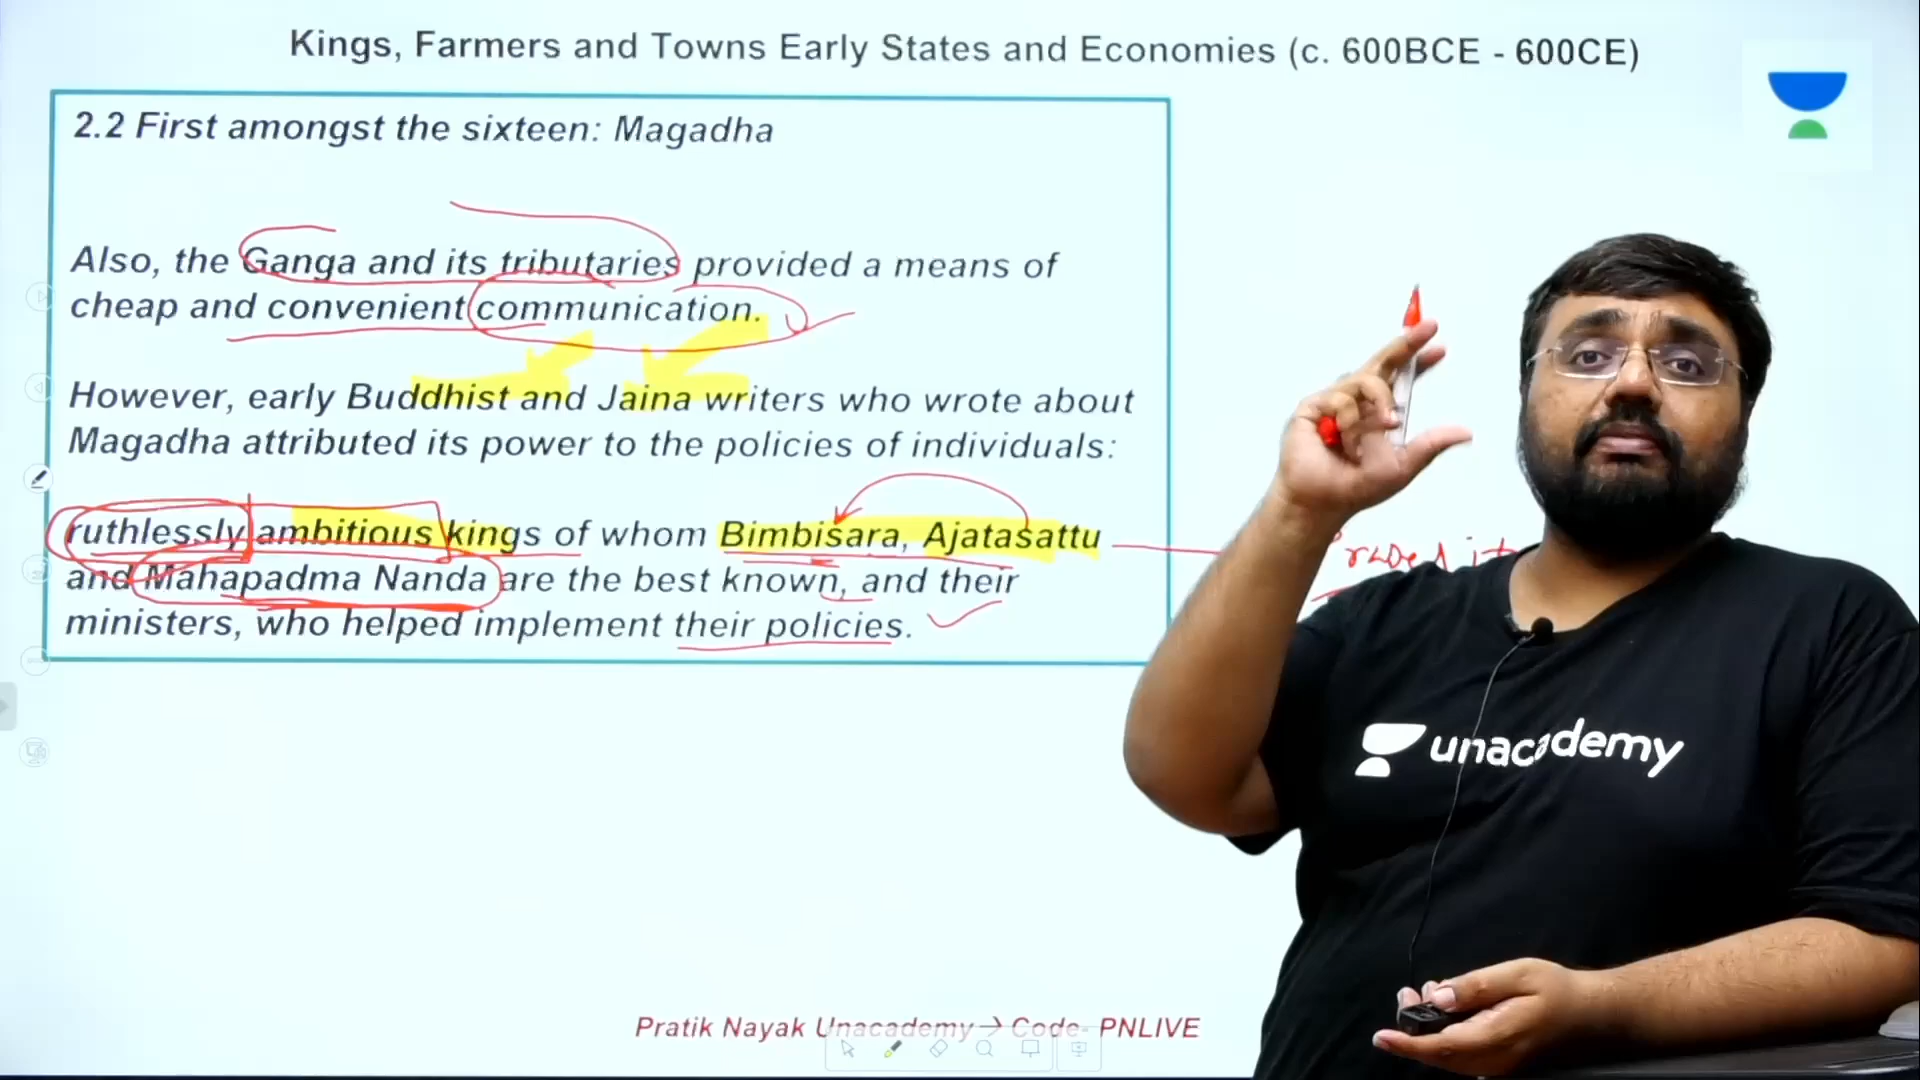 Kings, Farmers and Towns Early States and Economies (c. 600BCE - 600CE)
2.2 First amongst the sixteen: Magadha
Also, the Ganga and its tributaries provided a means of
cheap and convenient communication.
However, early Buddhist and Jaina writers who wrote about
Magadha attributed its power to the policies of individuals:
ruthlessly ambitious kings of whom Bimbisara, Ajatasattu
and Mahapadma Nanda are the best known, and their
ministers, who helped implement their policies.
unacademy
Pratik Nayak Unacademy → Code- PNLIVE